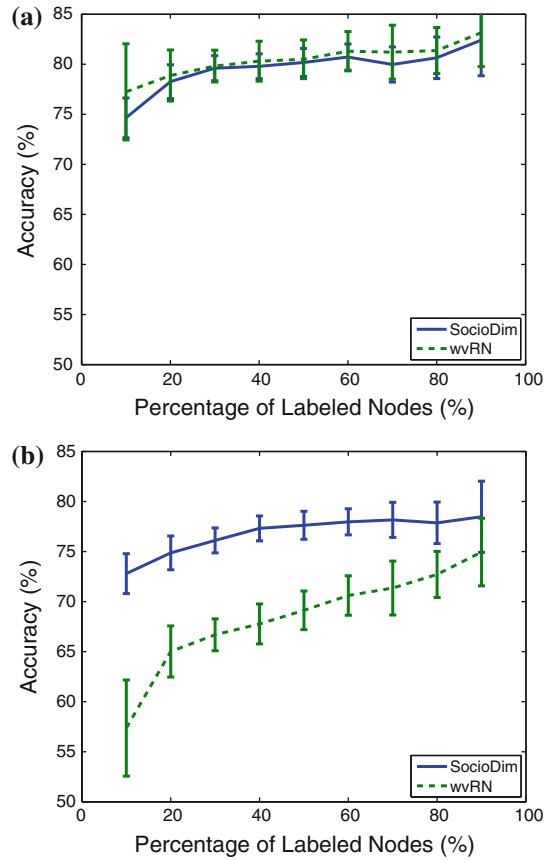 (a)
85
80
75
70
65
60
55
50
Accuracy (%)
SocioDim
wvRN
0 20 40 60 80 100
Percentage of Labeled Nodes (%)
(b)
85
80
75
70
65
60
55
50
Accuracy (%)
SocioDim
wvRN
0 20 40 60 80 100
Percentage of Labeled Nodes (%)